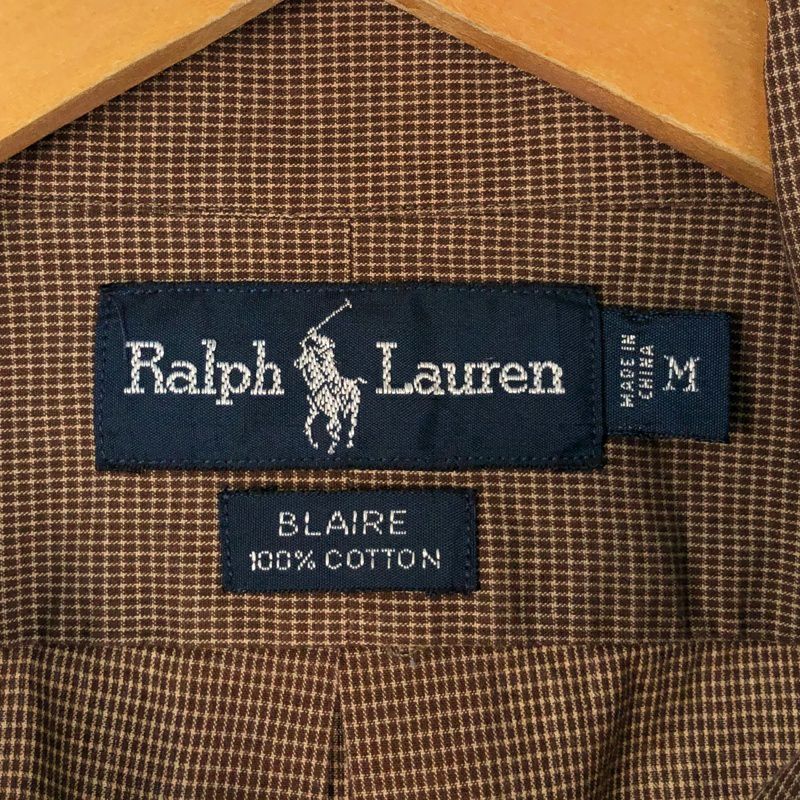 Ralph Lauren
MADE IN
CHINA
M
BLAIRE
100% COTTON